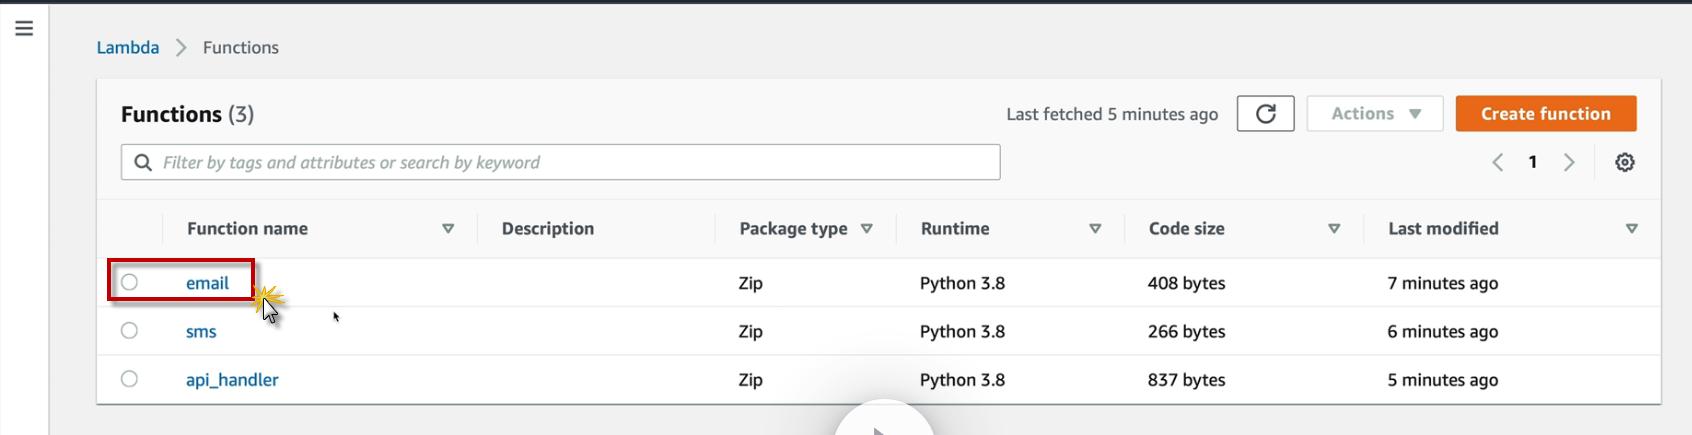 Lambda > Functions
Functions (3)
Last fetched 5 minutes ago
Actions
Create function
Filter by tags and attributes or search by keyword
1
Function name Description Package type Runtime Code size Last modified
email Zip Python 3.8 408 bytes 7 minutes ago
sms Zip Python 3.8 266 bytes 6 minutes ago
api_handler Zip Python 3.8 837 bytes 5 minutes ago